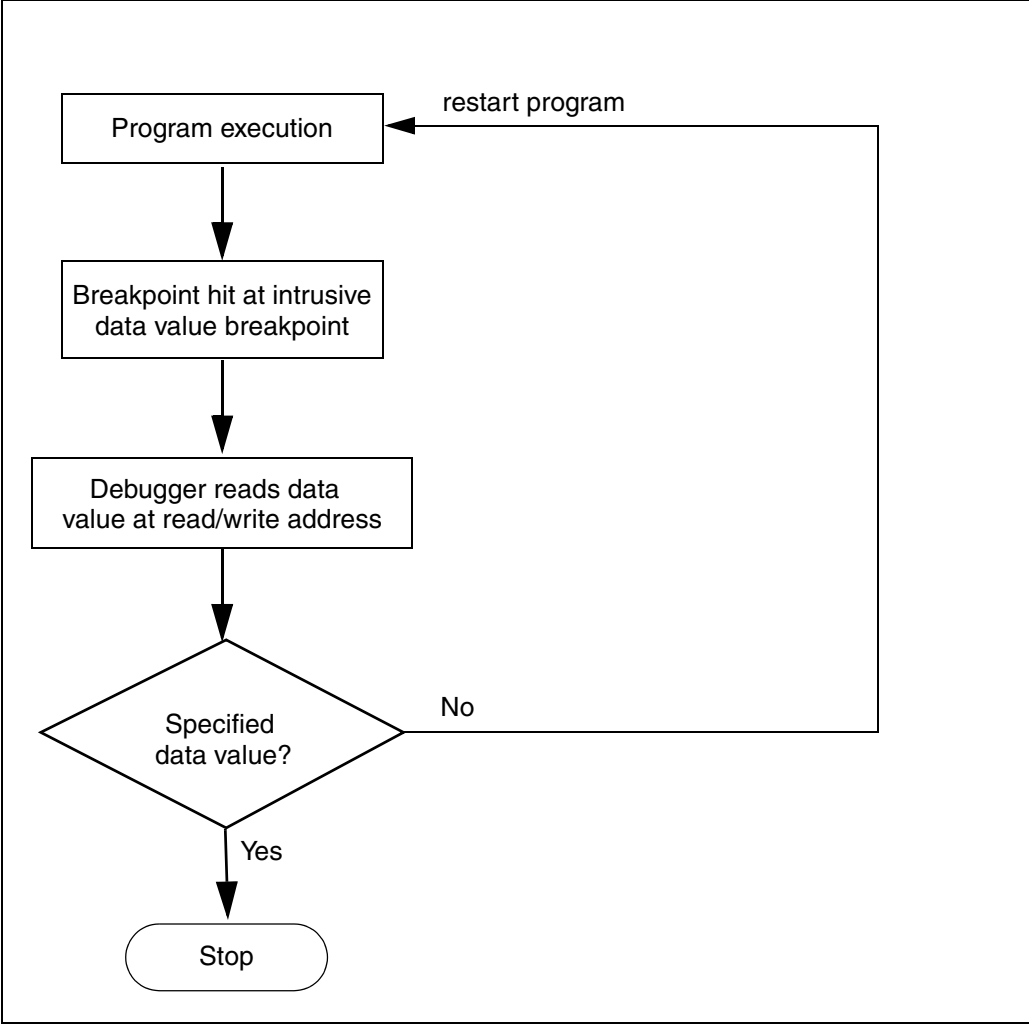 restart program
Program execution
Breakpoint hit at intrusive
data value breakpoint
Debugger reads data
value at read/write address
Specified
data value?
No
Yes
Stop